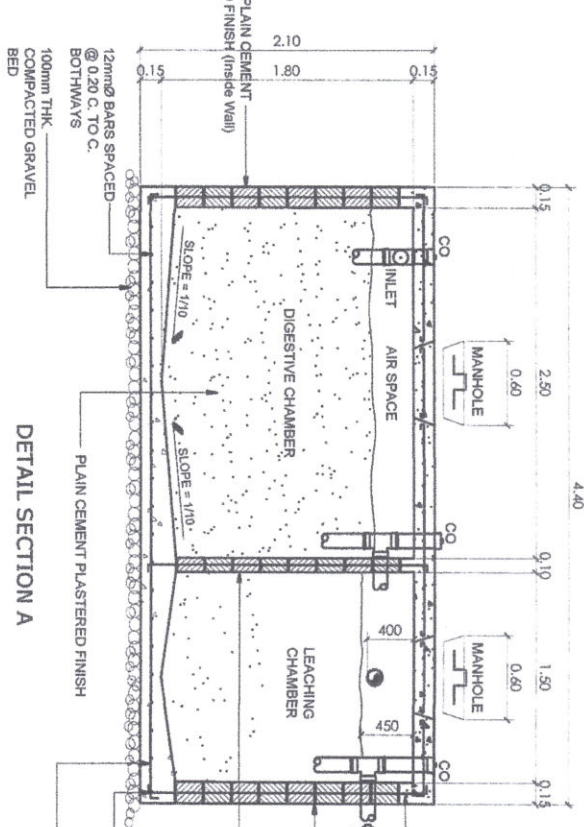 4.40
0.15
2.50
0.10
1.50
0.15
0.60
0.60
MANHOLE
MANHOLE
CO
CO
CO
INLET
AIR SPACE
400
450
DIGESTIVE CHAMBER
LEACHING
CHAMBER
SLOPE = 1/10
SLOPE = 1/10
2.10
0.15
1.80
0.15
PLAIN CEMENT
FINISH (Inside Wall)
12mmØ BARS SPACED
@ 0.20 C. TO C.
BOTHWAYS
100mm THK.
COMPACTED GRAVEL
BED
PLAIN CEMENT PLASTERED FINISH
DETAIL SECTION A